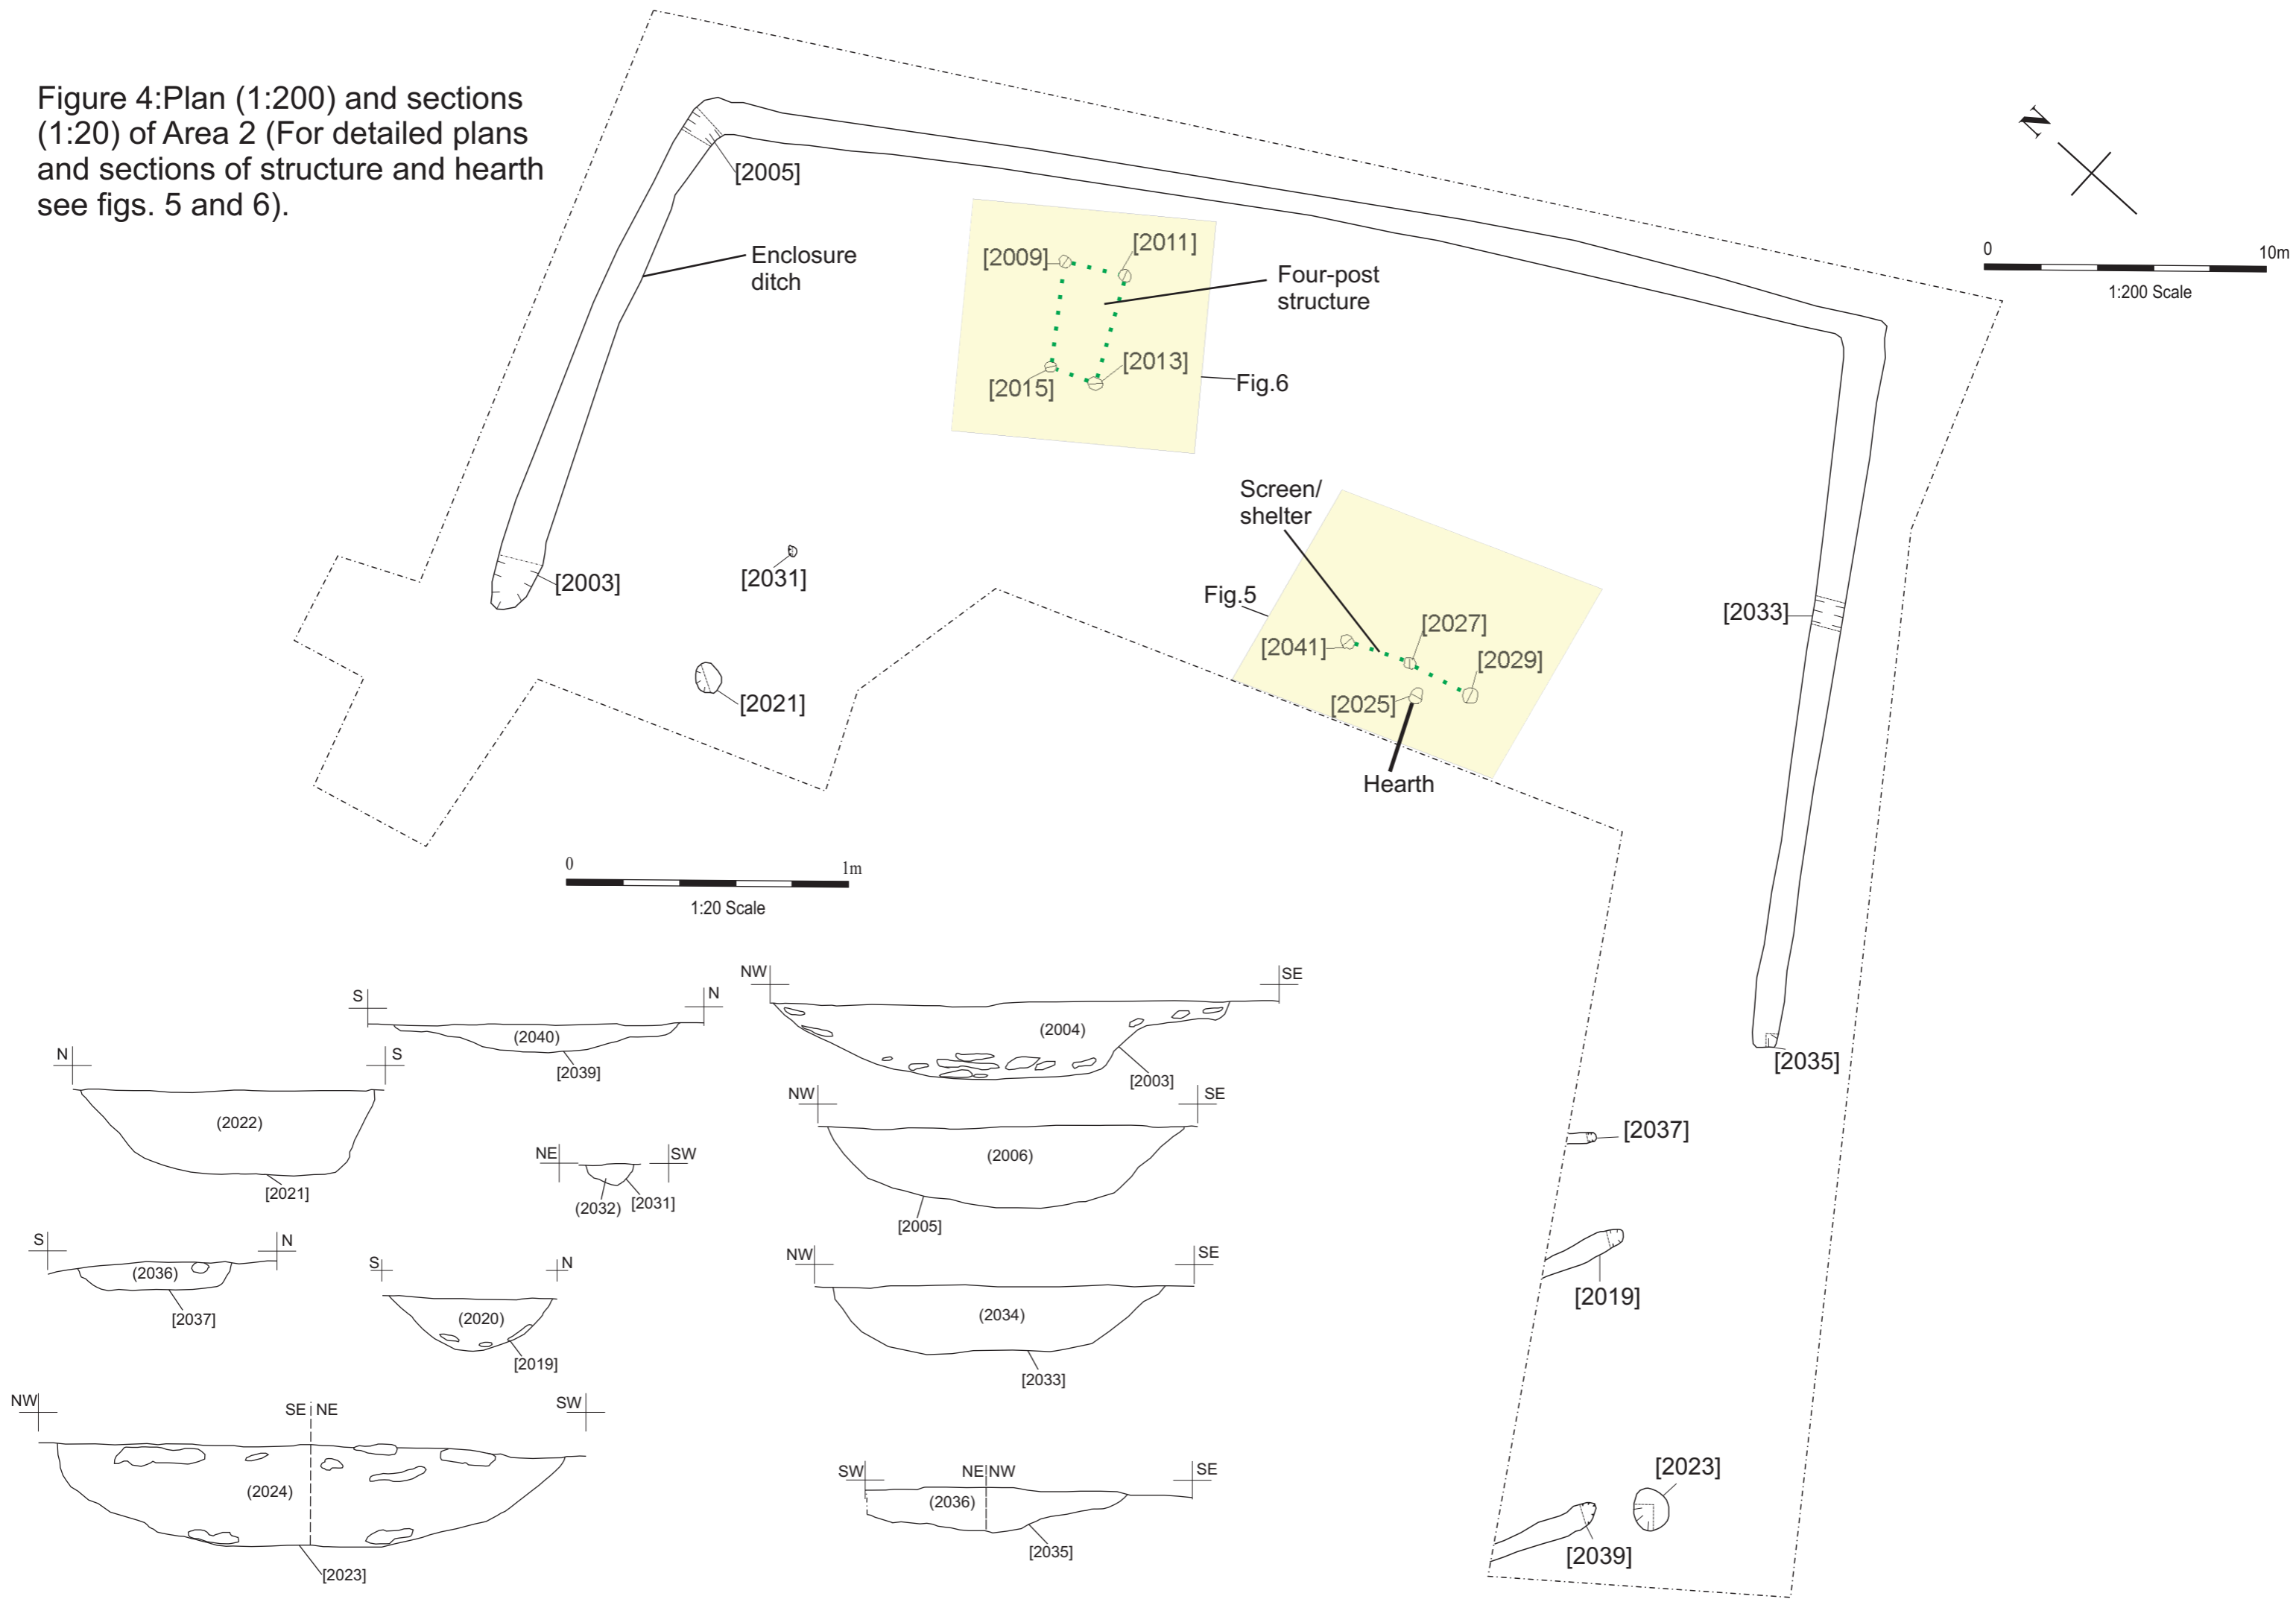 Figure 4:Plan (1:200) and sections
(1:20) of Area 2 (For detailed plans
and sections of structure and hearth
see figs. 5 and 6).
N
0 10m
1:200 Scale
[2005]
Enclosure
ditch
[2009]
[2011]
Four-post
structure
[2015]
[2013]
Fig.6
Screen/
shelter
[2003]
[2031]
Fig.5
[2041]
[2027]
[2029]
[2025]
Hearth
[2033]
[2021]
0 1m
1:20 Scale
[2035]
[2037]
[2019]
[2023]
[2039]
S N
(2040)
[2039]
NW SE
(2004)
[2003]
N S
(2022)
[2021]
NE SW
(2032) [2031]
NW SE
(2006)
[2005]
S N
(2036)
[2037]
S N
(2020)
[2019]
NW SE
(2034)
[2033]
NW SE NE SW
(2024)
[2023]
SW NE NW SE
(2036)
[2035]